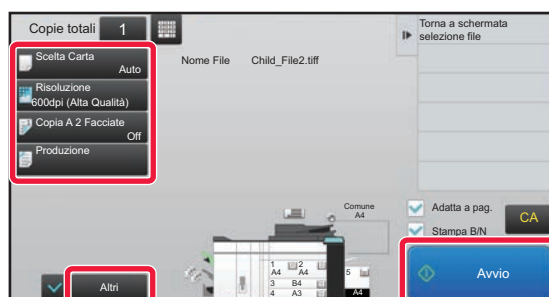 Copie totali 1
Torna a schermata
selezione file
Scelta Carta
Auto
Nome File Child_File2.tiff
Risoluzione
600dpi (Alta Qualità)
Copia A 2 Facciate
Off
Produzione
Comune
A4
Adatta a pag.
Stampa B/N
CA
1 2
A4 A4
3 B4
4 A3
5
A4
Altri
Avvio